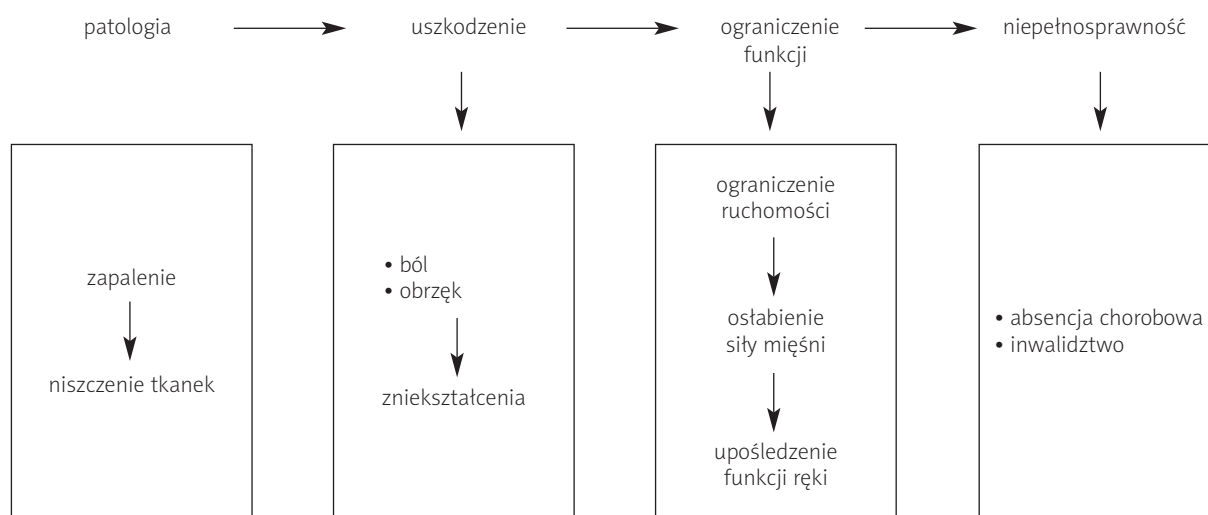 patologia
uszkodzenie
ograniczenie
funkcji
niepełnosprawność
zapalenie
niszczenie tkanek
• ból
• obrzęk
zniekształcenia
ograniczenie
ruchomości
osłabienie
siły mięśni
upośledzenie
funkcji ręki
• absencja chorobowa
• inwalidztwo